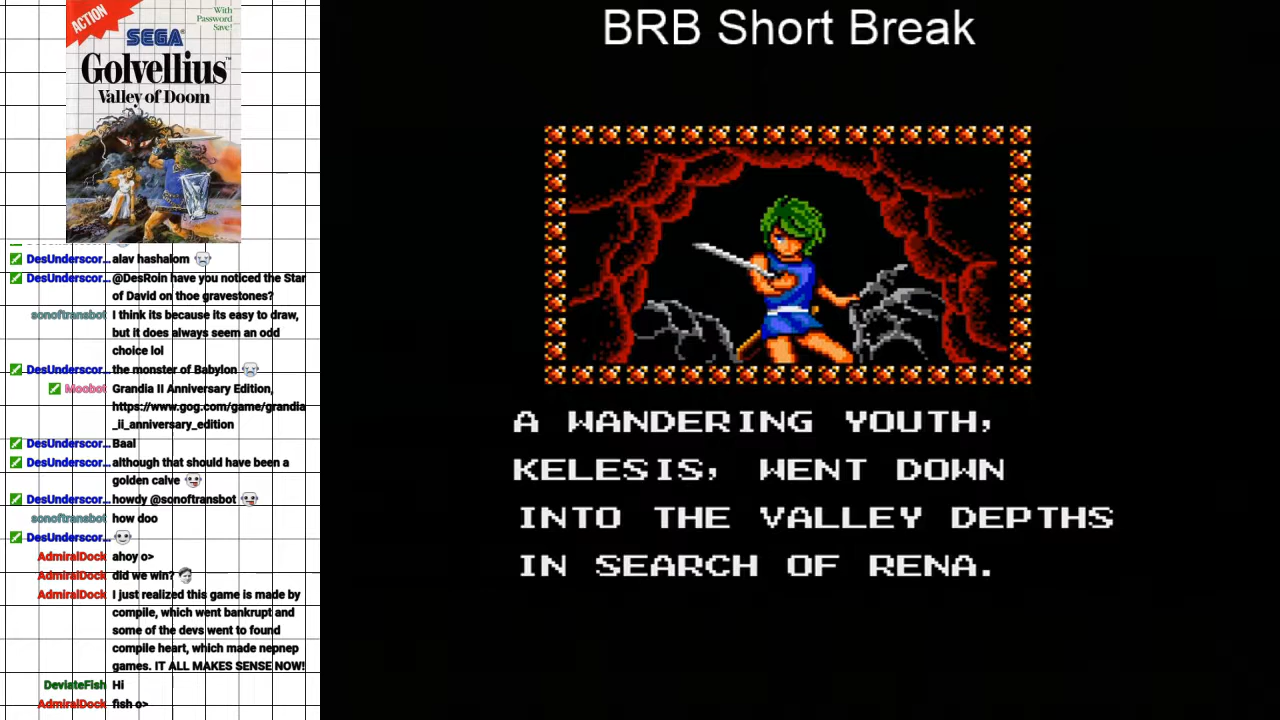 BRB Short Break
ACTION
With
Password
Save!
SEGA
Golvellius™
Valley of Doom
DesUnderscor... alav hashalom
DesUnderscor... @DesRoin have you noticed the Star
of David on thoe gravestones?
sonoftransbot I think its because its easy to draw,
but it does always seem an odd
choice lol
DesUnderscor... the monster of Babylon
Moobot Grandia II Anniversary Edition,
https://www.gog.com/game/grandia
_ii_anniversary_edition
DesUnderscor... Baal
DesUnderscor... although that should have been a
golden calve
DesUnderscor... howdy @sonoftransbot
sonoftransbot how doo
DesUnderscor...
AdmiralDock ahoy o>
AdmiralDock did we win?
AdmiralDock I just realized this game is made by
compile, which went bankrupt and
some of the devs went to found
compile heart, which made nepnep
games. IT ALL MAKES SENSE NOW!
DeviateFish Hi
AdmiralDock fish o>
A WANDERING YOUTH,
KELESIS, WENT DOWN
INTO THE VALLEY DEPTHS
IN SEARCH OF RENA.